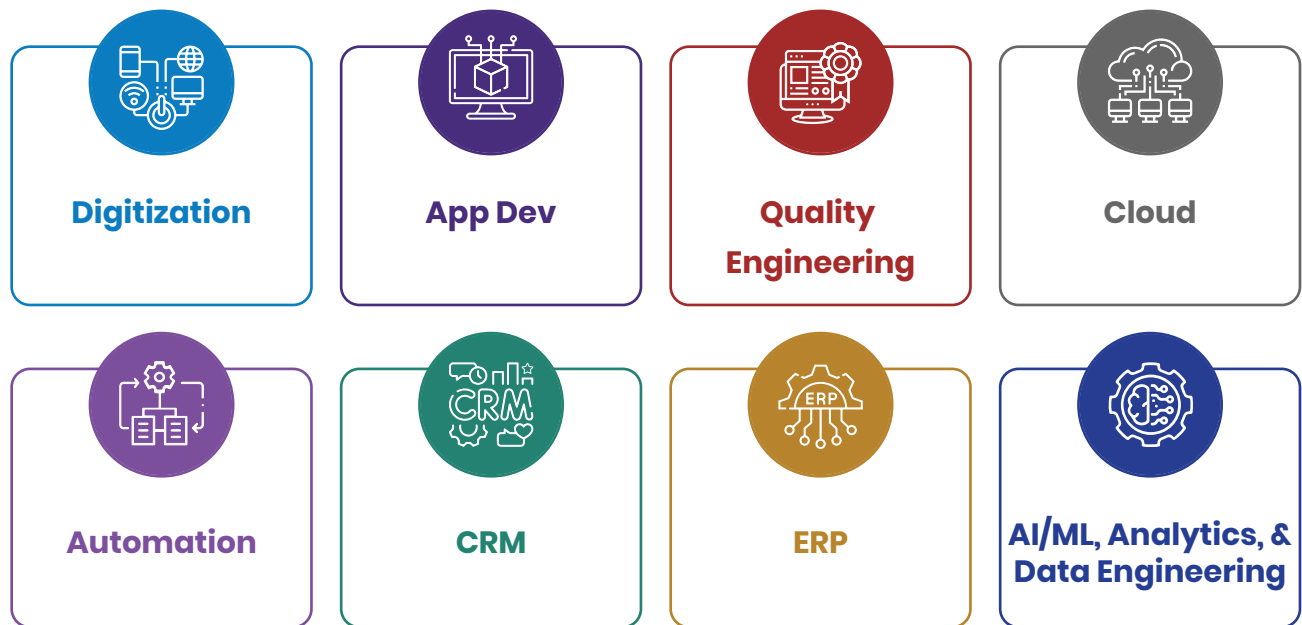 Digitization
App Dev
Quality
Engineering
Cloud
CRM
ERP
Automation
CRM
ERP
AI/ML, Analytics, &
Data Engineering